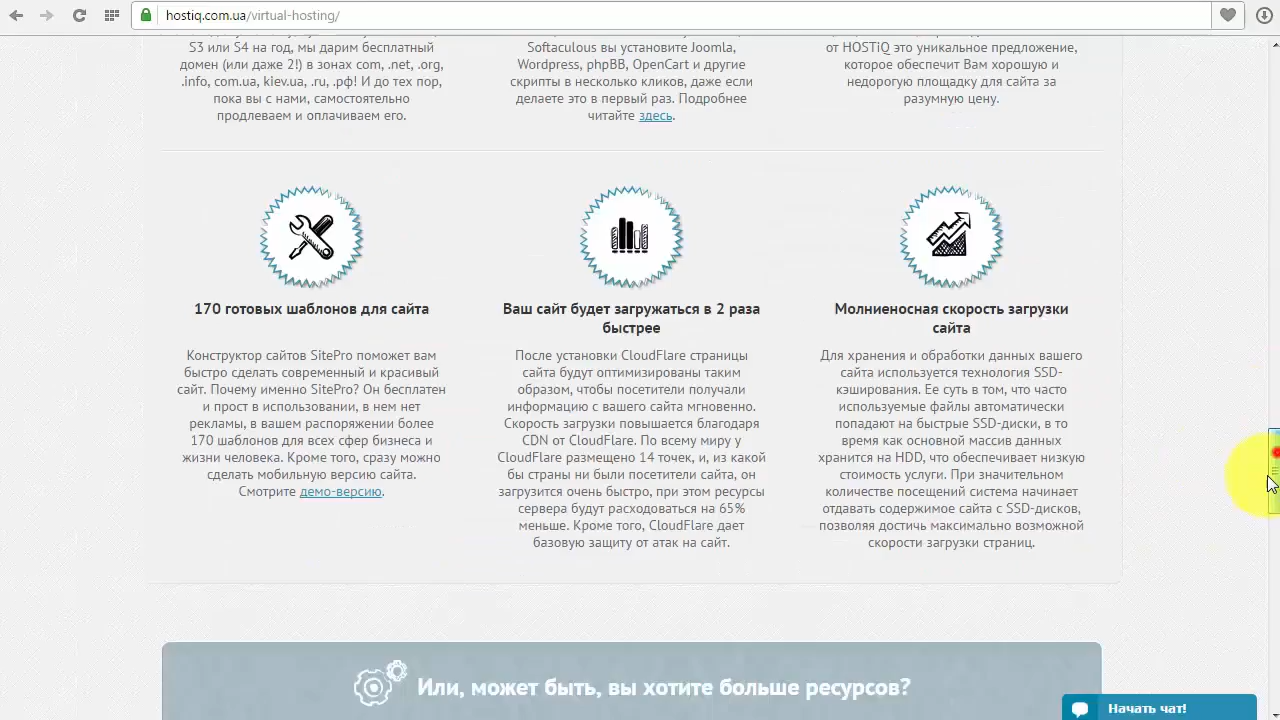 hostiq.com.ua/virtual-hosting/
S3 или S4 на год, мы дарим бесплатный
домен (или даже 2!) в зонах com, .net, .org,
.info, com.ua, kiev.ua, .ru, .рф! И до тех пор,
пока вы с нами, самостоятельно
продлеваем и оплачиваем его.
Softaculous вы установите Joomla,
Wordpress, phpBB, OpenCart и другие
скрипты в несколько кликов, даже если
делаете это в первый раз. Подробнее
читайте здесь.
от HOSTiQ это уникальное предложение,
которое обеспечит Вам хорошую и
недорогую площадку для сайта за
разумную цену.
170 готовых шаблонов для сайта
Конструктор сайтов SitePro поможет вам
быстро сделать современный и красивый
сайт. Почему именно SitePro? Он бесплатен
и прост в использовании, в нем нет
рекламы, в вашем распоряжении более
170 шаблонов для всех сфер бизнеса и
жизни человека. Кроме того, сразу можно
сделать мобильную версию сайта.
Смотрите демо-версию.
Ваш сайт будет загружаться в 2 раза
быстрее
После установки CloudFlare страницы
сайта будут оптимизированы таким
образом, чтобы посетители получали
информацию с вашего сайта мгновенно.
Скорость загрузки повышается благодаря
CDN от CloudFlare. По всему миру у
CloudFlare размещено 14 точек, и, из какой
бы страны ни были посетители сайта, он
загрузится очень быстро, при этом ресурсы
сервера будут расходоваться на 65%
меньше. Кроме того, CloudFlare дает
базовую защиту от атак на сайт.
Молниеносная скорость загрузки
сайта
Для хранения и обработки данных вашего
сайта используется технология SSD-
кэширования. Ее суть в том, что часто
используемые файлы автоматически
попадают на быстрые SSD-диски, в то
время как основной массив данных
хранится на HDD, что обеспечивает низкую
стоимость услуги. При значительном
количестве посещений система начинает
отдавать содержимое сайта с SSD-дисков,
позволяя достичь максимально возможной
скорости загрузки страниц.
Или, может быть, вы хотите больше ресурсов?
Начать чат!